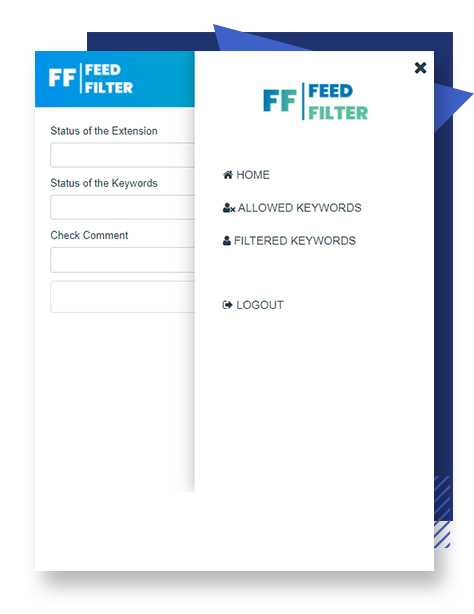 FF FEED
FILTER
Status of the Extension
Status of the Keywords
Check Comment
FF FEED
FILTER
HOME
ALLOWED KEYWORDS
FILTERED KEYWORDS
LOGOUT